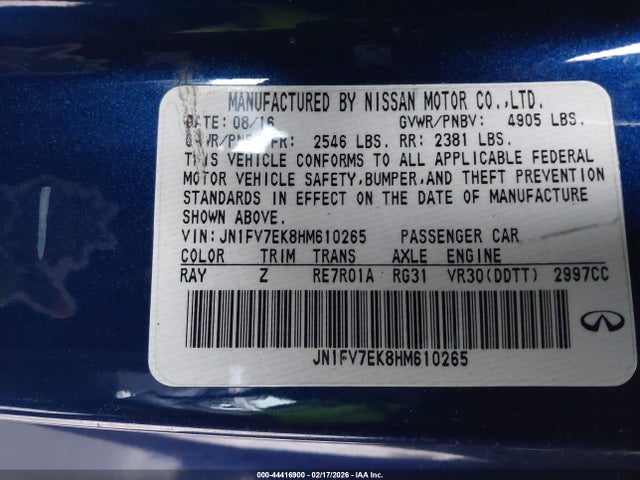 MANUFACTURED BY NISSAN MOTOR CO.,LTD.
DATE: 08/16 GVWR/PNBV: 4905 LBS.
GAWR/PNBE FR: 2546 LBS. RR: 2381 LBS.
THIS VEHICLE CONFORMS TO ALL APPLICABLE FEDERAL
MOTOR VEHICLE SAFETY,BUMPER,AND THEFT PREVENTION
STANDARDS IN EFFECT ON THE DATE OF MANUFACTURE
SHOWN ABOVE.
VIN:JN1FV7EK8HM610265 PASSENGER CAR
COLOR TRIM TRANS AXLE ENGINE
RAY Z RE7R01A RG31 VR30(DDTT) 2997CC
JN1FV7EK8HM610265
000-44416900 - 02/17/2026 - IAA Inc.